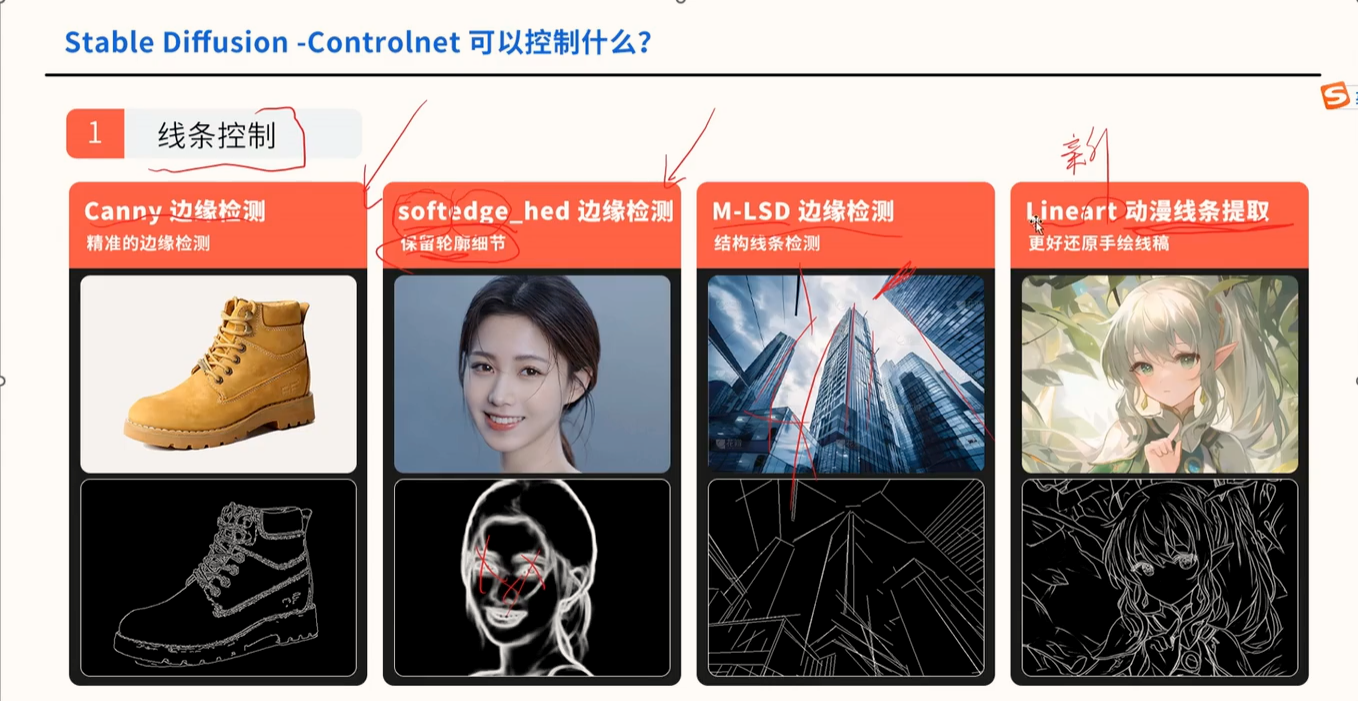 Stable Diffusion -Controlnet 可以控制什么?
1
线条控制
新
Canny 边缘检测
精准的边缘检测
softedge_hed 边缘检测
保留轮廓细节
M-LSD 边缘检测
结构线条检测
Lineart 动漫线条提取
更好还原手绘线稿